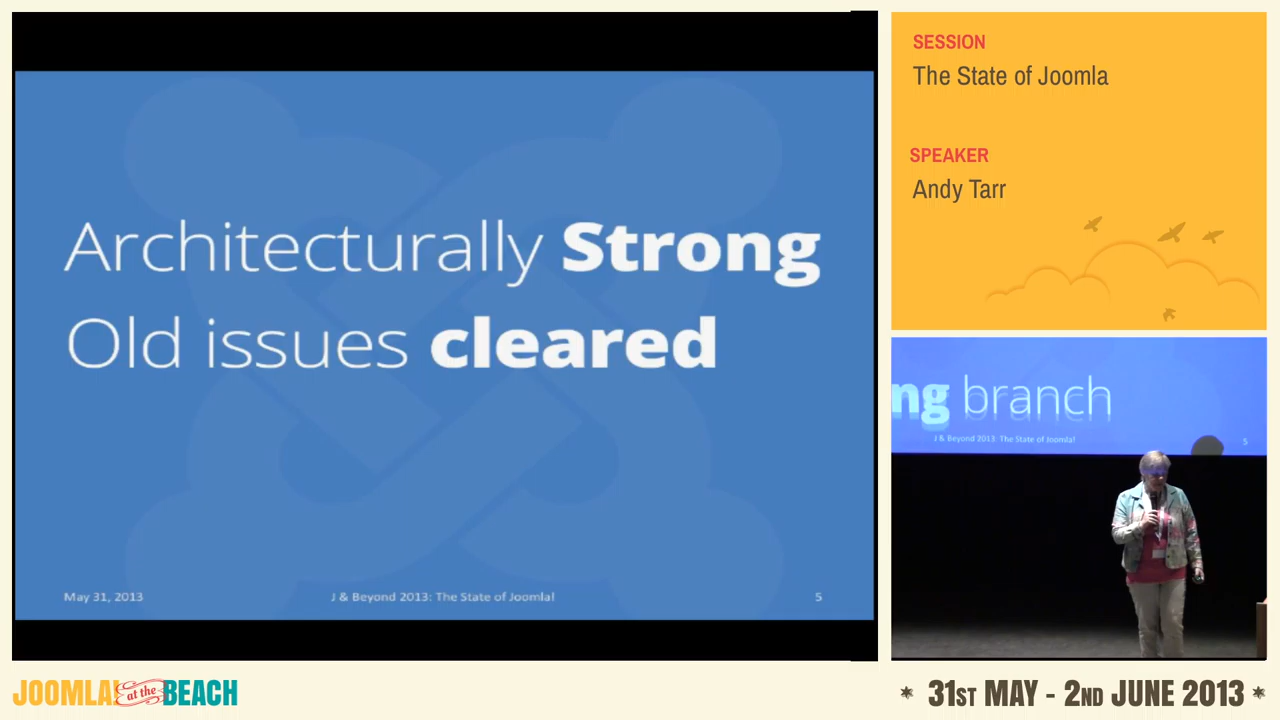 Architecturally Strong
Old issues cleared
May 31, 2013
J & Beyond 2013: The State of Joomla!
5
SESSION
The State of Joomla
SPEAKER
Andy Tarr
ng branch
J & Beyond 2013: The State of Joomla!
5
JOOMLA! at the BEACH
* 31ST MAY - 2ND JUNE 2013 *